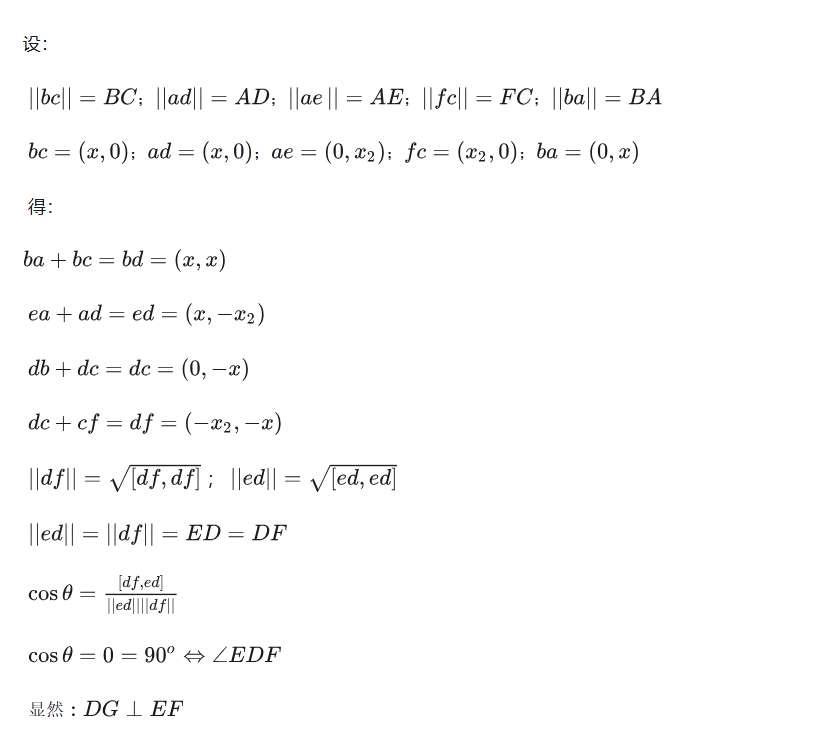 设：
||bc|| = BC；||ad|| = AD；||ae|| = AE；||fc|| = FC；||ba|| = BA
bc = (x, 0)；ad = (x, 0)；ae = (0, x₂)；fc = (x₂, 0)；ba = (0, x)
得：
ba + bc = bd = (x, x)
ea + ad = ed = (x, −x₂)
db + dc = dc = (0, −x)
dc + cf = df = (−x₂, −x)
||df|| = √[df, df]；||ed|| = √[ed, ed]
||ed|| = ||df|| = ED = DF
cos θ = [df,ed] / ||ed||||df||
cos θ = 0 = 90ᵒ ⇔ ∠EDF
显然：DG ⊥ EF